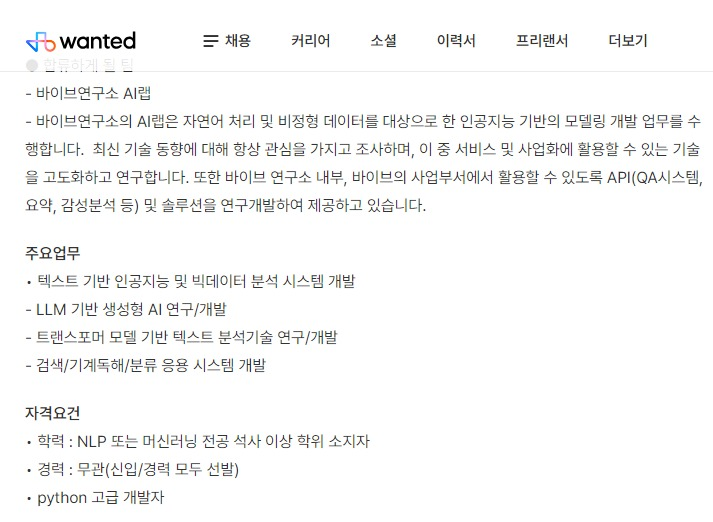 wanted
채용
커리어
소셜
이력서
프리랜서
더보기
● 합류하게 될 팀
- 바이브연구소 AI랩
- 바이브연구소의 AI랩은 자연어 처리 및 비정형 데이터를 대상으로 한 인공지능 기반의 모델링 개발 업무를 수
행합니다. 최신 기술 동향에 대해 항상 관심을 가지고 조사하며, 이 중 서비스 및 사업화에 활용할 수 있는 기술
을 고도화하고 연구합니다. 또한 바이브 연구소 내부, 바이브의 사업부서에서 활용할 수 있도록 API(QA시스템,
요약, 감성분석 등) 및 솔루션을 연구개발하여 제공하고 있습니다.
주요업무
• 텍스트 기반 인공지능 및 빅데이터 분석 시스템 개발
- LLM 기반 생성형 AI 연구/개발
- 트랜스포머 모델 기반 텍스트 분석기술 연구/개발
- 검색/기계독해/분류 응용 시스템 개발
자격요건
• 학력 : NLP 또는 머신러닝 전공 석사 이상 학위 소지자
• 경력 : 무관(신입/경력 모두 선발)
• python 고급 개발자